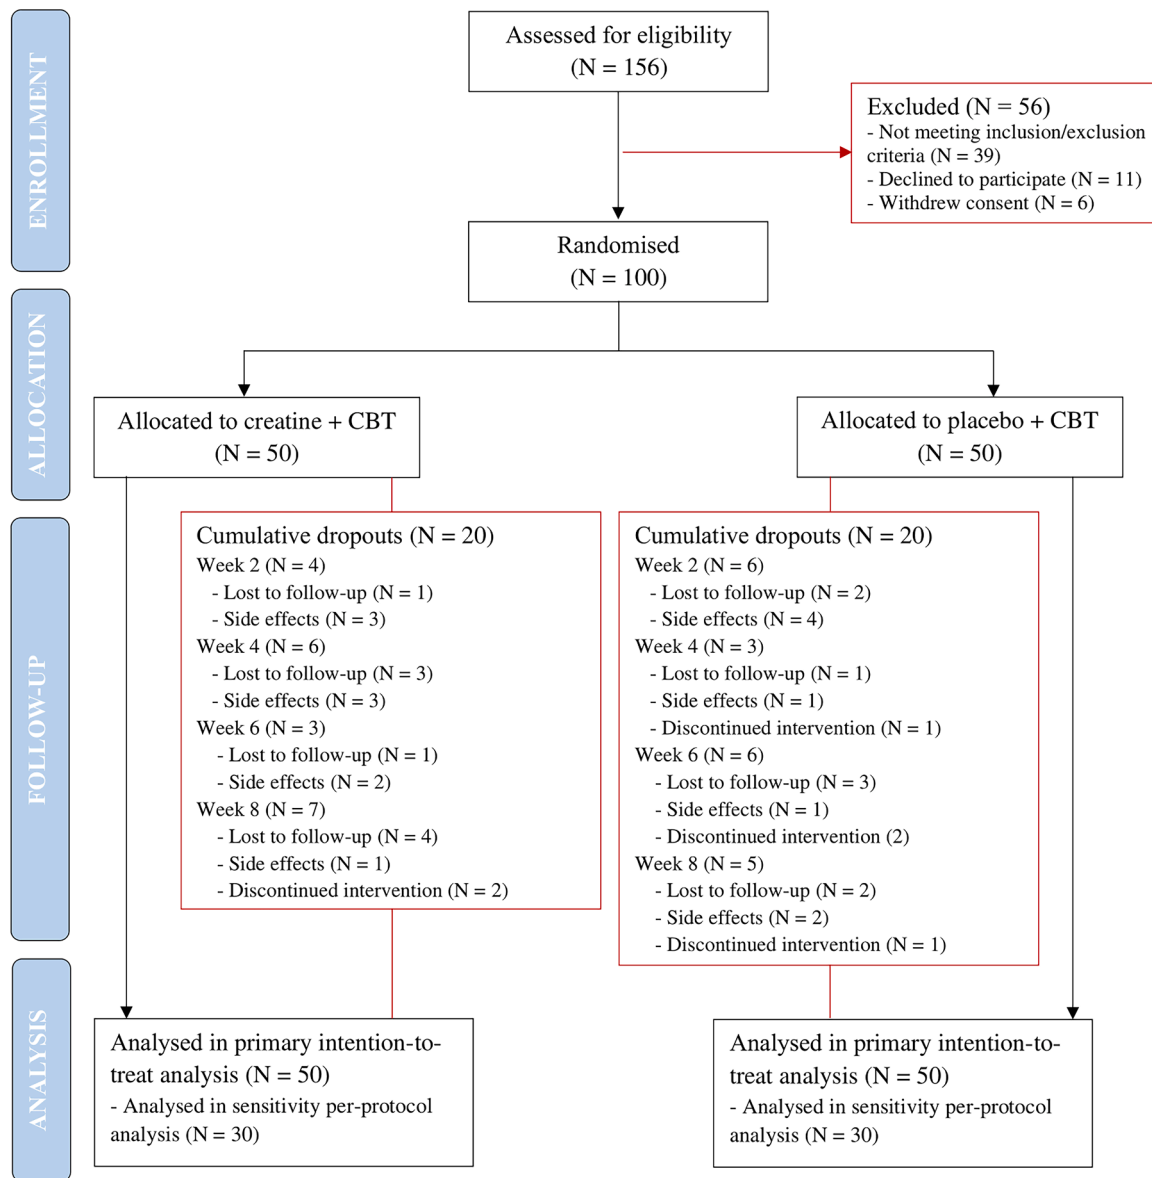 ENROLLMENT
Assessed for eligibility
(N = 156)
Excluded (N = 56)
- Not meeting inclusion/exclusion
criteria (N = 39)
- Declined to participate (N = 11)
- Withdrew consent (N = 6)
Randomised
(N = 100)
ALLOCATION
Allocated to creatine + CBT
(N = 50)
Allocated to placebo + CBT
(N = 50)
FOLLOW-UP
Cumulative dropouts (N = 20)
Week 2 (N = 4)
- Lost to follow-up (N = 1)
- Side effects (N = 3)
Week 4 (N = 6)
- Lost to follow-up (N = 3)
- Side effects (N = 3)
Week 6 (N = 3)
- Lost to follow-up (N = 1)
- Side effects (N = 2)
Week 8 (N = 7)
- Lost to follow-up (N = 4)
- Side effects (N = 1)
- Discontinued intervention (N = 2)
Cumulative dropouts (N = 20)
Week 2 (N = 6)
- Lost to follow-up (N = 2)
- Side effects (N = 4)
Week 4 (N = 3)
- Lost to follow-up (N = 1)
- Side effects (N = 1)
- Discontinued intervention (N = 1)
Week 6 (N = 6)
- Lost to follow-up (N = 3)
- Side effects (N = 1)
- Discontinued intervention (2)
Week 8 (N = 5)
- Lost to follow-up (N = 2)
- Side effects (N = 2)
- Discontinued intervention (N = 1)
ANALYSIS
Analysed in primary intention-to-
treat analysis (N = 50)
- Analysed in sensitivity per-protocol
analysis (N = 30)
Analysed in primary intention-to-
treat analysis (N = 50)
- Analysed in sensitivity per-protocol
analysis (N = 30)